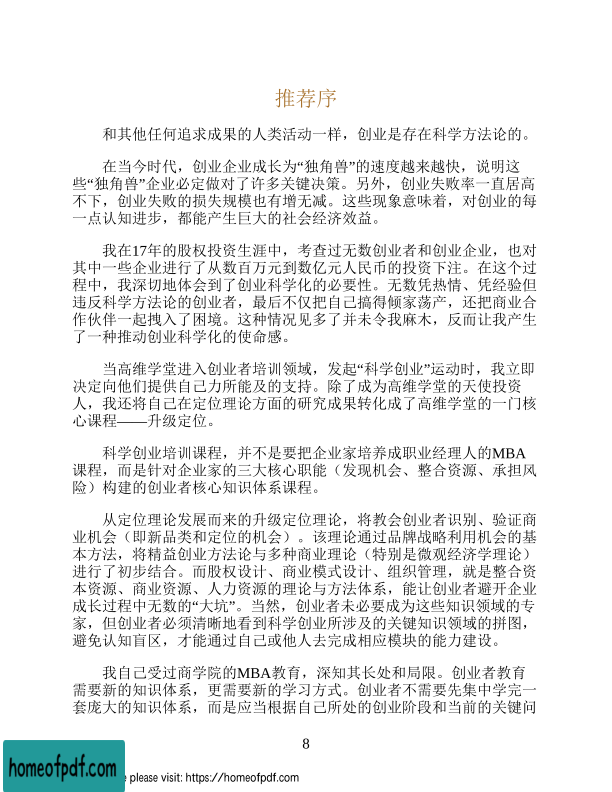 推荐序
和其他任何追求成果的人类活动一样，创业是存在科学方法论的。
在当今时代，创业企业成长为“独角兽”的速度越来越快，说明这
些“独角兽”企业必定做对了许多关键决策。另外，创业失败率一直居高
不下，创业失败的损失规模也有增无减。这些现象意味着，对创业的每
一点认知进步，都能产生巨大的社会经济效益。
我在17年的股权投资生涯中，考查过无数创业者和创业企业，也对
其中一些企业进行了从数百万元到数亿元人民币的投资下注。在这个过
程中，我深切地体会到了创业科学化的必要性。无数凭热情、凭经验但
违反科学方法论的创业者，最后不仅把自己搞得倾家荡产，还把商业合
作伙伴一起拽入了困境。这种情况见多了并未令我麻木，反而让我产生
了一种推动创业科学化的使命感。
当高维学堂进入创业者培训领域，发起“科学创业”运动时，我立即
决定向他们提供自己力所能及的支持。除了成为高维学堂的天使投资
人，我还将自己在定位理论方面的研究成果转化成了高维学堂的一门核
心课程——升级定位。
科学创业培训课程，并不是要把企业家培养成职业经理人的MBA
课程，而是针对企业家的三大核心职能（发现机会、整合资源、承担风
险）构建的创业者核心知识体系课程。
从定位理论发展而来的升级定位理论，将教会创业者识别、验证商
业机会（即新品类和定位的机会）。该理论通过品牌战略利用机会的基
本方法，将精益创业方法论与多种商业理论（特别是微观经济学理论）
进行了初步结合。而股权设计、商业模式设计、组织管理，就是整合资
本资源、商业资源、人力资源的理论与方法体系，能让创业者避开企业
成长过程中无数的“大坑”。当然，创业者未必要成为这些知识领域的专
家，但创业者必须清晰地看到科学创业所涉及的关键知识领域的拼图，
避免认知盲区，才能通过自己或他人去完成相应模块的能力建设。
我自己受过商学院的MBA教育，深知其长处和局限。创业者教育
需要新的知识体系，更需要新的学习方式。创业者不需要先集中学完一
套庞大的知识体系，而是应当根据自己所处的创业阶段和当前的关键问
8
homeofpdf.com
please visit: https://homeofpdf.com